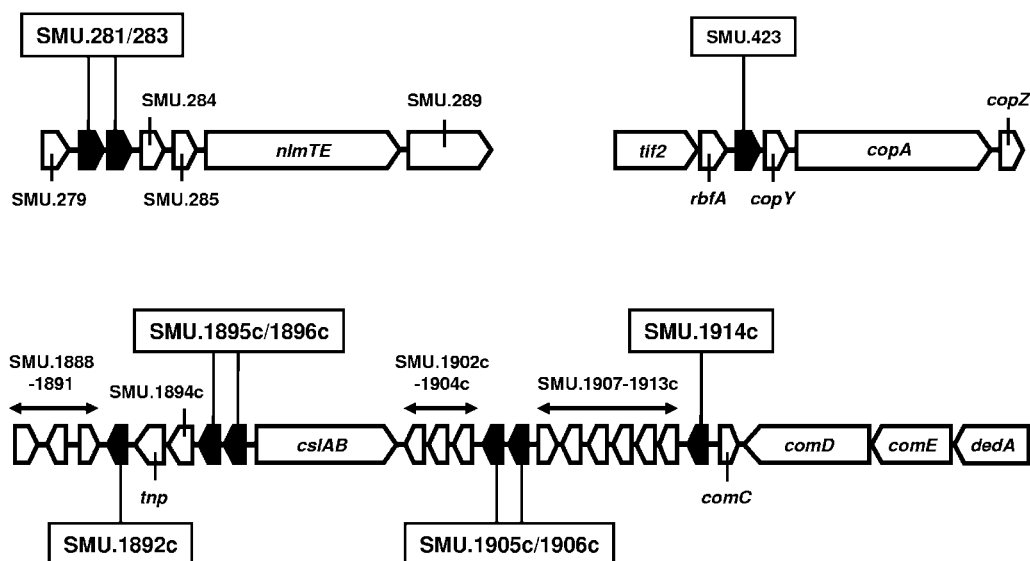 SMU.281/283
SMU.423
SMU.284
SMU.289
copZ
nlmTE
tif2
copA
SMU.279
SMU.285
rbfA
copY
SMU.1895c/1896c
SMU.1914c
SMU.1888
-1891
SMU.1894c
SMU.1902c
-1904c
SMU.1907-1913c
cslAB
comD
comE
dedA
tnp
comC
SMU.1892c
SMU.1905c/1906c